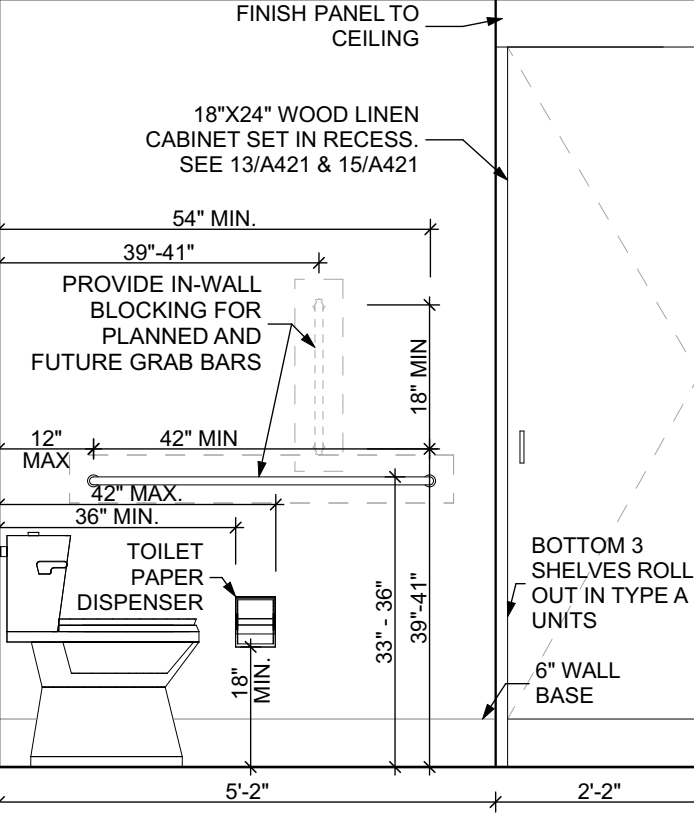 FINISH PANEL TO
CEILING
18"X24" WOOD LINEN
CABINET SET IN RECESS.
SEE 13/A421 & 15/A421
54" MIN.
39"-41"
PROVIDE IN-WALL
BLOCKING FOR
PLANNED AND
FUTURE GRAB BARS
18" MIN
12"
MAX
42" MIN
42" MAX.
36" MIN.
TOILET
PAPER
DISPENSER
18"
MIN.
33" - 36"
39"-41"
BOTTOM 3
SHELVES ROLL
OUT IN TYPE A
UNITS
6" WALL
BASE
5'-2"
2'-2"